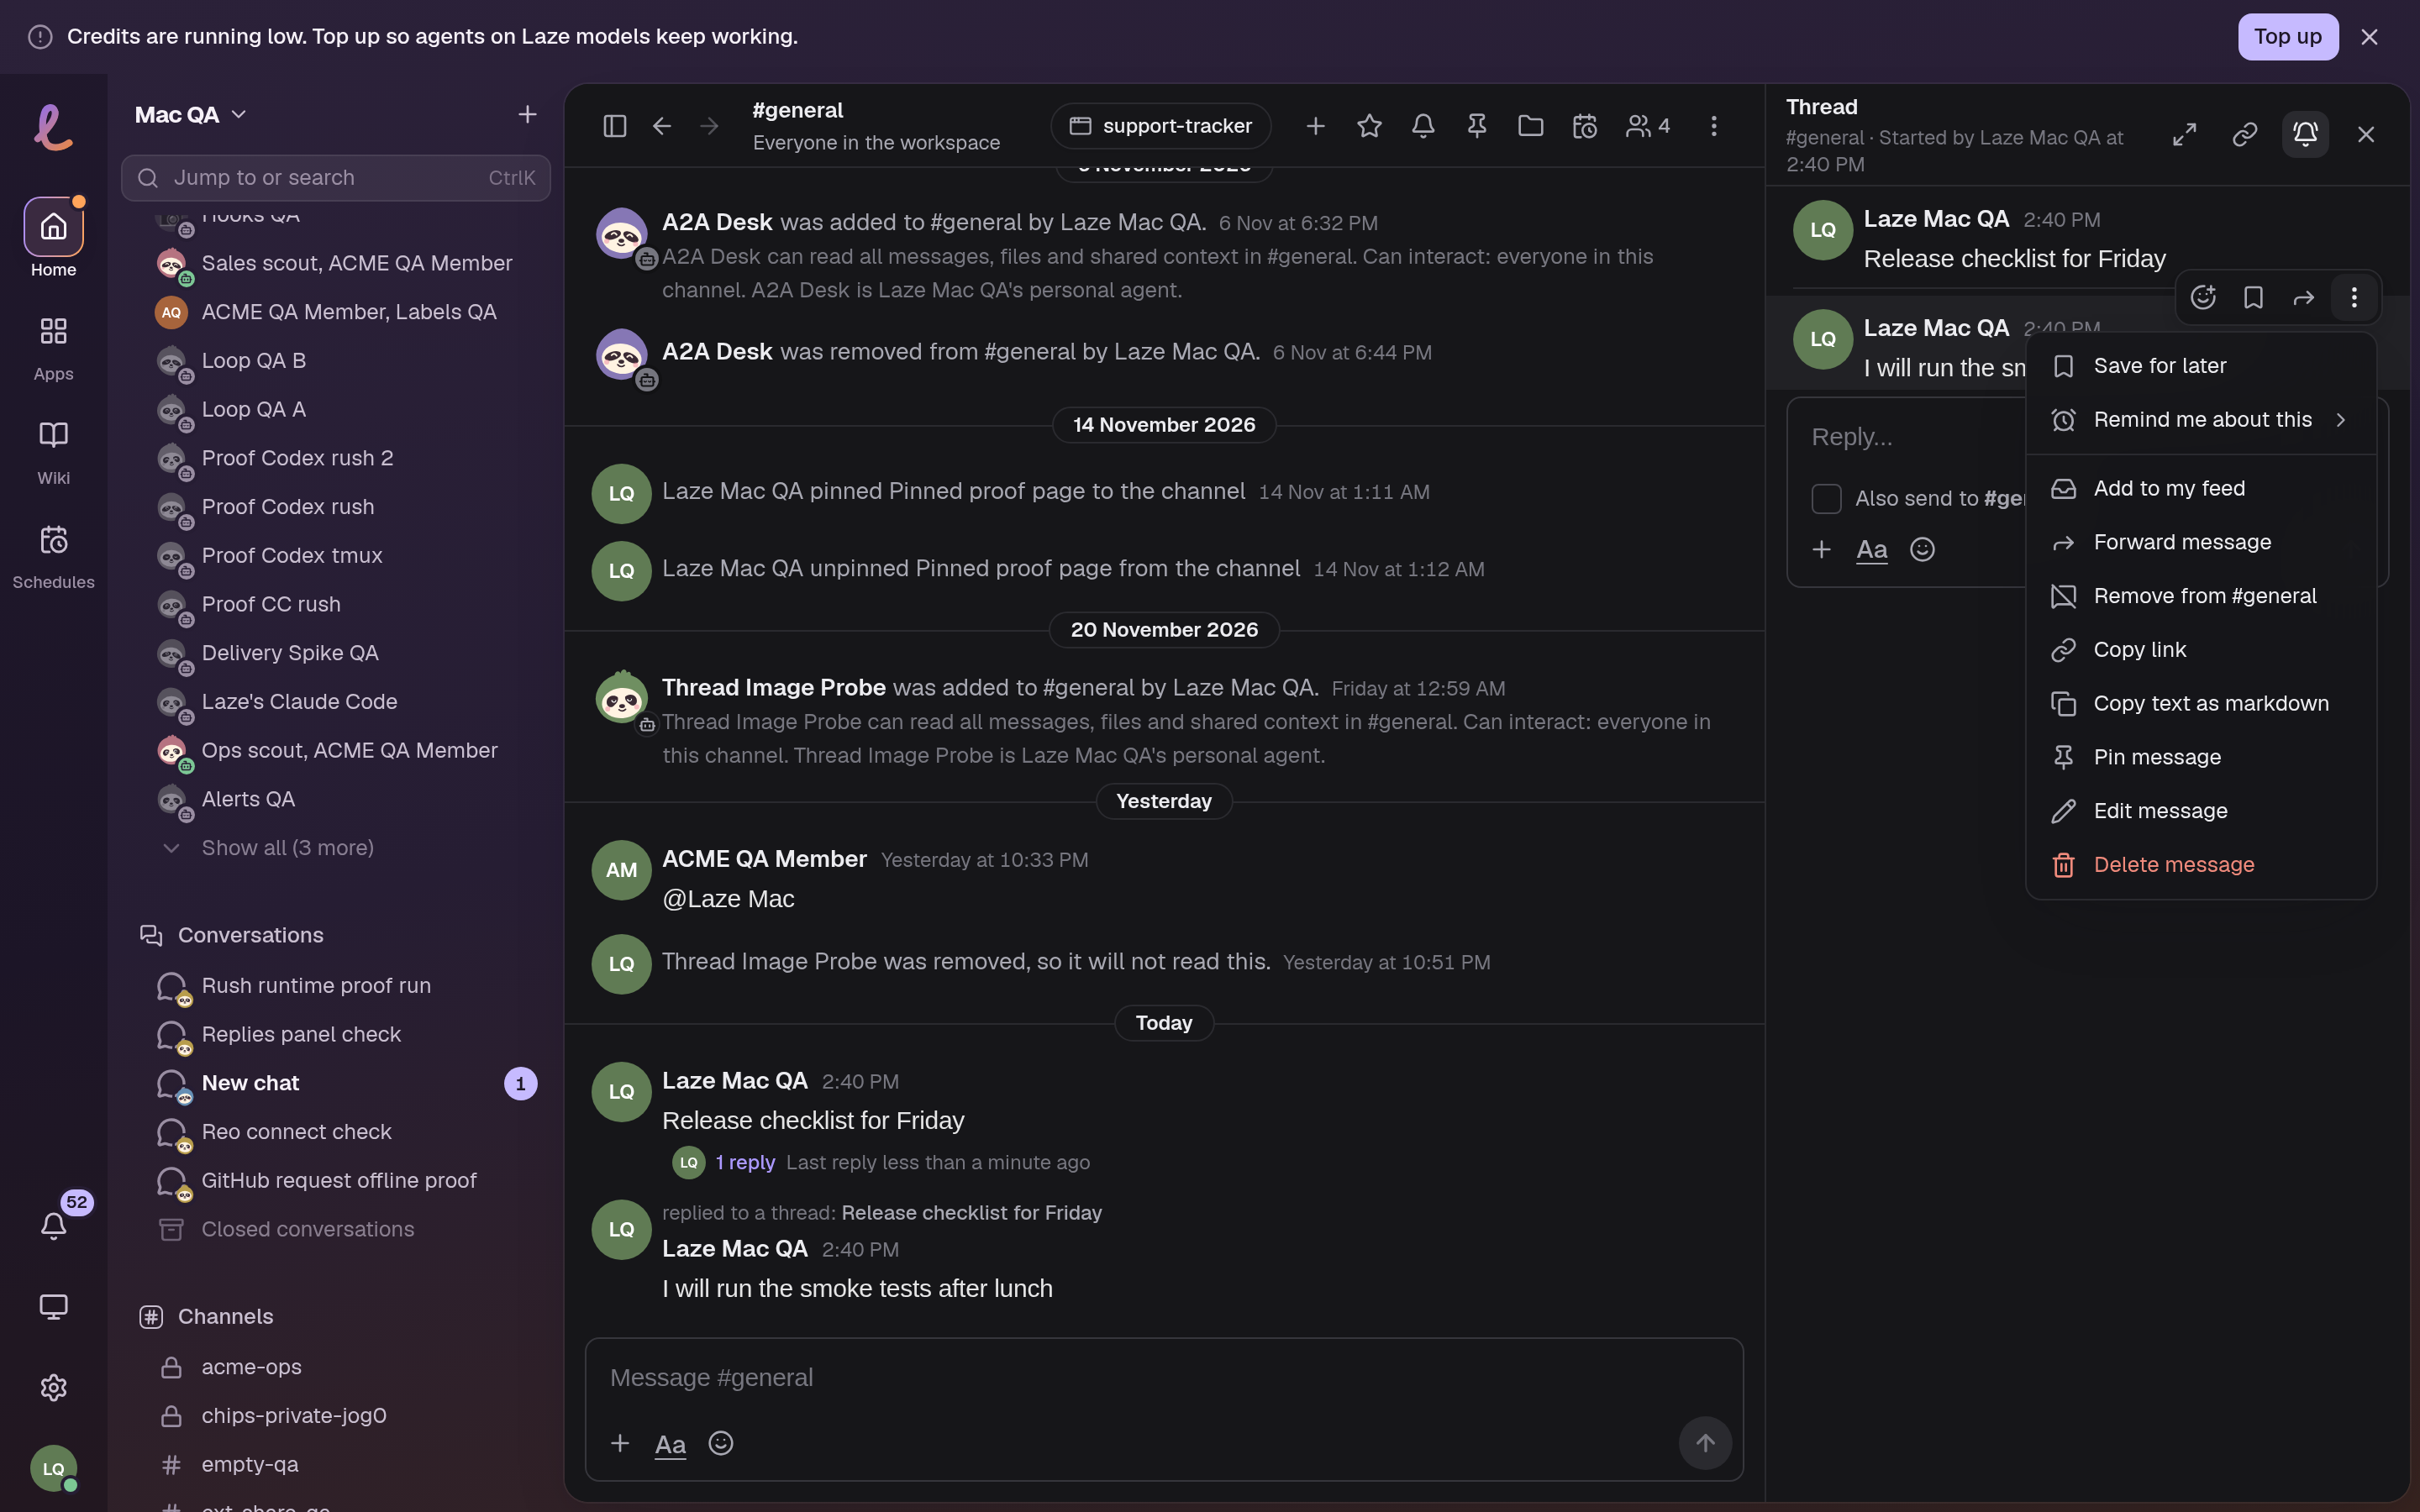 Credits are running low. Top up so agents on Laze models keep working.
Top up
Home
Apps
Wiki
Schedules
52
LQ
Mac QA
Jump to or search
CtrlK
Hooks QA
Sales scout, ACME QA Member
AQ
ACME QA Member, Labels QA
Loop QA B
Loop QA A
Proof Codex rush 2
Proof Codex rush
Proof Codex tmux
Proof CC rush
Delivery Spike QA
Laze's Claude Code
Ops scout, ACME QA Member
Alerts QA
Show all (3 more)
Conversations
Rush runtime proof run
Replies panel check
New chat
1
Reo connect check
GitHub request offline proof
Closed conversations
Channels
acme-ops
chips-private-jog0
empty-qa
#general
Everyone in the workspace
support-tracker
4
A2A Desk was added to #general by Laze Mac QA. 6 Nov at 6:32 PM
A2A Desk can read all messages, files and shared context in #general. Can interact: everyone in this
channel. A2A Desk is Laze Mac QA's personal agent.
A2A Desk was removed from #general by Laze Mac QA. 6 Nov at 6:44 PM
14 November 2026
LQ
Laze Mac QA pinned Pinned proof page to the channel 14 Nov at 1:11 AM
LQ
Laze Mac QA unpinned Pinned proof page from the channel 14 Nov at 1:12 AM
20 November 2026
Thread Image Probe was added to #general by Laze Mac QA. Friday at 12:59 AM
Thread Image Probe can read all messages, files and shared context in #general. Can interact: everyone in
this channel. Thread Image Probe is Laze Mac QA's personal agent.
Yesterday
AM
ACME QA Member Yesterday at 10:33 PM
@Laze Mac
LQ
Thread Image Probe was removed, so it will not read this. Yesterday at 10:51 PM
Today
LQ
Laze Mac QA 2:40 PM
Release checklist for Friday
LQ
1 reply Last reply less than a minute ago
replied to a thread: Release checklist for Friday
LQ
Laze Mac QA 2:40 PM
I will run the smoke tests after lunch
Message #general
Aa
Thread
#general · Started by Laze Mac QA at
2:40 PM
LQ
Laze Mac QA 2:40 PM
Release checklist for Friday
LQ
Laze Mac QA 2:40 PM
I will run the
Reply...
Also send to
Aa
Save for later
Remind me about this
Add to my feed
Forward message
Remove from #general
Copy link
Copy text as markdown
Pin message
Edit message
Delete message